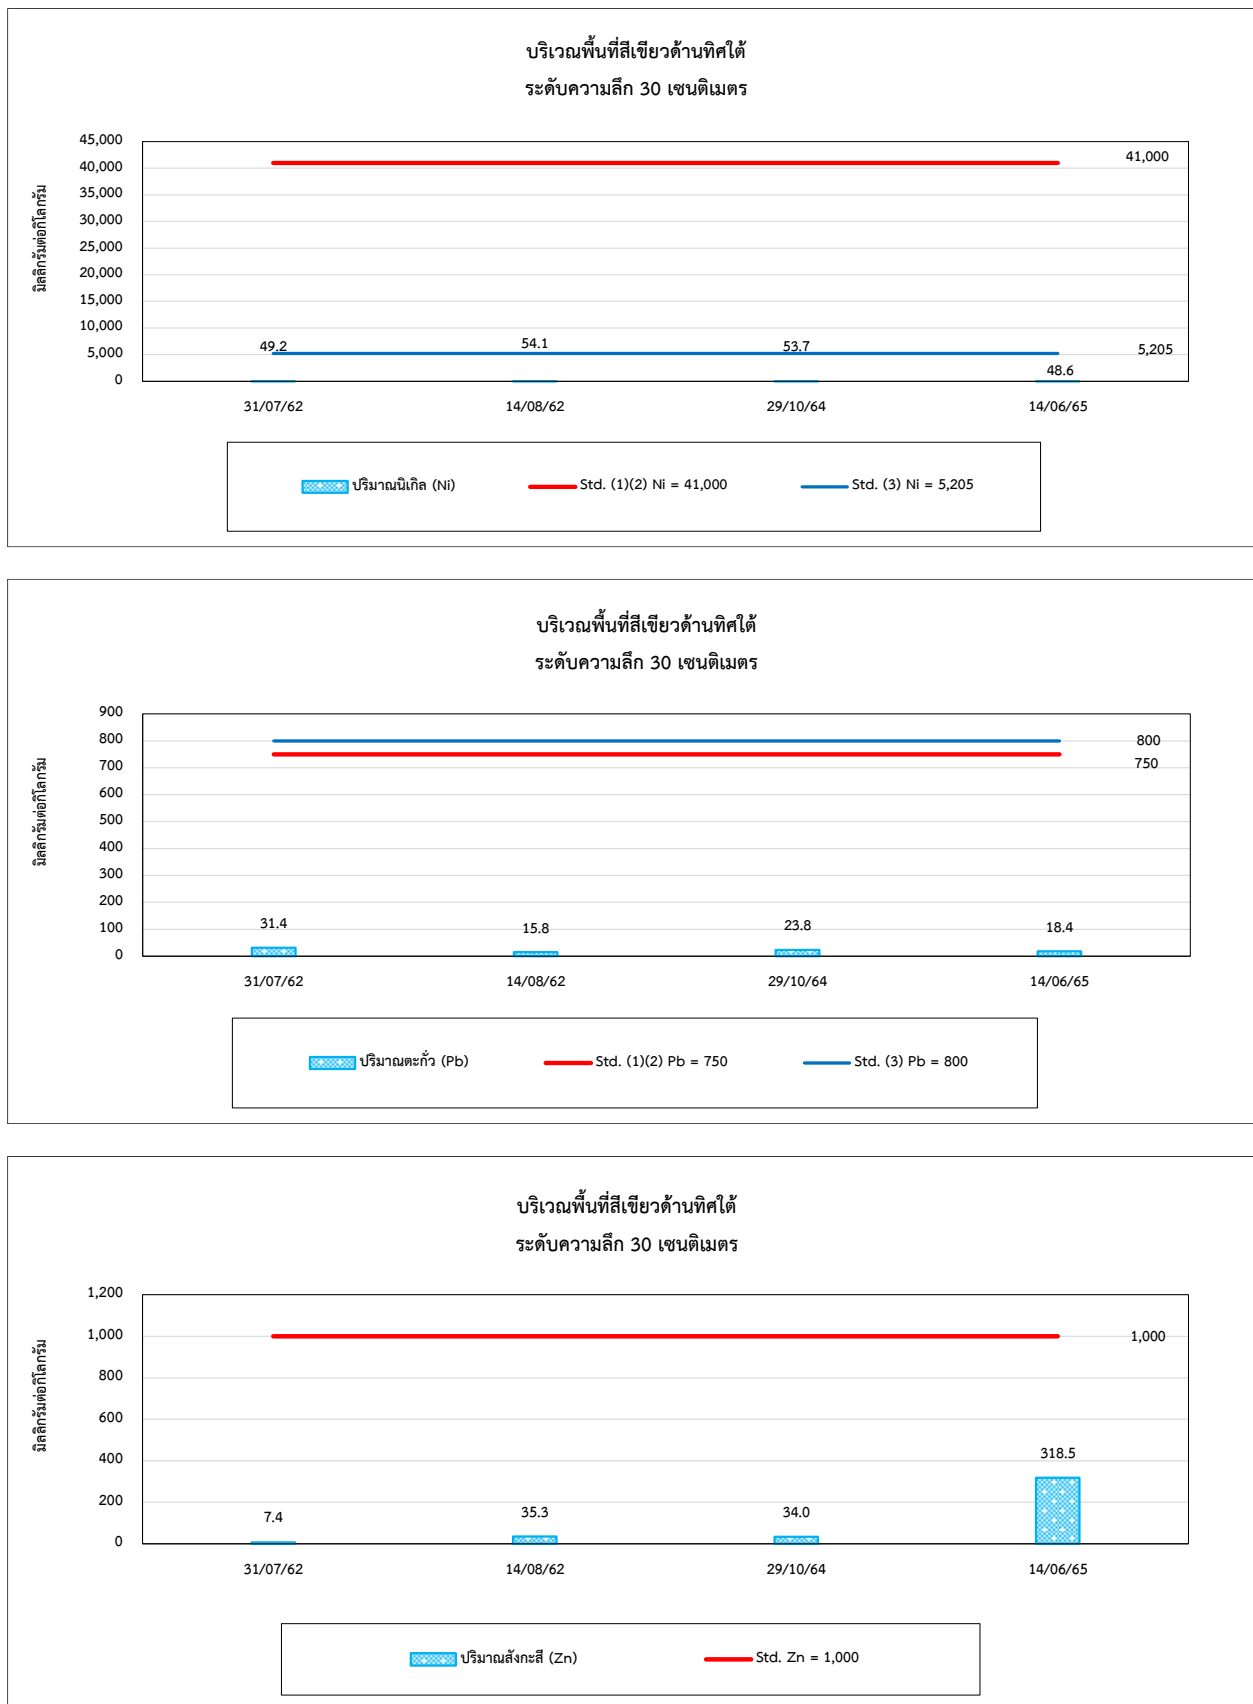 บริเวณพื้นที่สีเขียวด้านทิศใต้
ระดับความลึก 30 เซนติเมตร
มิลลิกรัมต่อกิโลกรัม
45,000
40,000
35,000
30,000
25,000
20,000
15,000
10,000
5,000
0
41,000
49.2 54.1 53.7 5,205
48.6
31/07/62 14/08/62 29/10/64 14/06/65
ปริมาณนิเกิล (Ni) Std. (1)(2) Ni = 41,000 Std. (3) Ni = 5,205
บริเวณพื้นที่สีเขียวด้านทิศใต้
ระดับความลึก 30 เซนติเมตร
มิลลิกรัมต่อกิโลกรัม
900
800
700
600
500
400
300
200
100
0
800
750
31.4 15.8 23.8 18.4
31/07/62 14/08/62 29/10/64 14/06/65
ปริมาณตะกั่ว (Pb) Std. (1)(2) Pb = 750 Std. (3) Pb = 800
บริเวณพื้นที่สีเขียวด้านทิศใต้
ระดับความลึก 30 เซนติเมตร
มิลลิกรัมต่อกิโลกรัม
1,200
1,000
800
600
400
200
0
1,000
7.4 35.3 34.0 318.5
31/07/62 14/08/62 29/10/64 14/06/65
ปริมาณสังกะสี (Zn) Std. Zn = 1,000